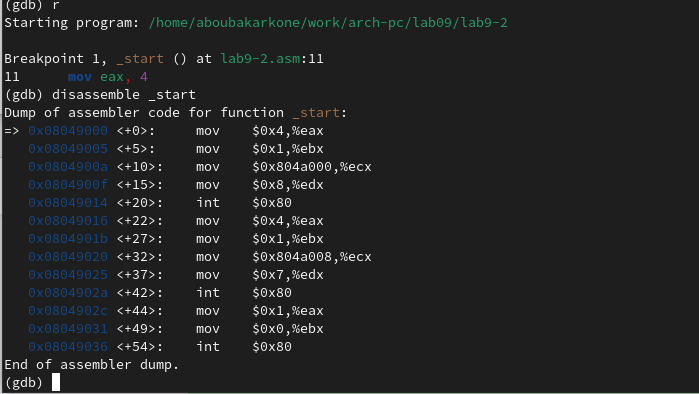 (gdb) r
Starting program: /home/aboubakarkone/work/arch-pc/lab09/lab9-2

Breakpoint 1, _start () at lab9-2.asm:11
11      mov eax, 4
(gdb) disassemble _start
Dump of assembler code for function _start:
=> 0x08049000 <+0>:     mov    $0x4,%eax
   0x08049005 <+5>:     mov    $0x1,%ebx
   0x0804900a <+10>:    mov    $0x804a000,%ecx
   0x0804900f <+15>:    mov    $0x8,%edx
   0x08049014 <+20>:    int    $0x80
   0x08049016 <+22>:    mov    $0x4,%eax
   0x0804901b <+27>:    mov    $0x1,%ebx
   0x08049020 <+32>:    mov    $0x804a008,%ecx
   0x08049025 <+37>:    mov    $0x7,%edx
   0x0804902a <+42>:    int    $0x80
   0x0804902c <+44>:    mov    $0x1,%eax
   0x08049031 <+49>:    mov    $0x0,%ebx
   0x08049036 <+54>:    int    $0x80
End of assembler dump.
(gdb)